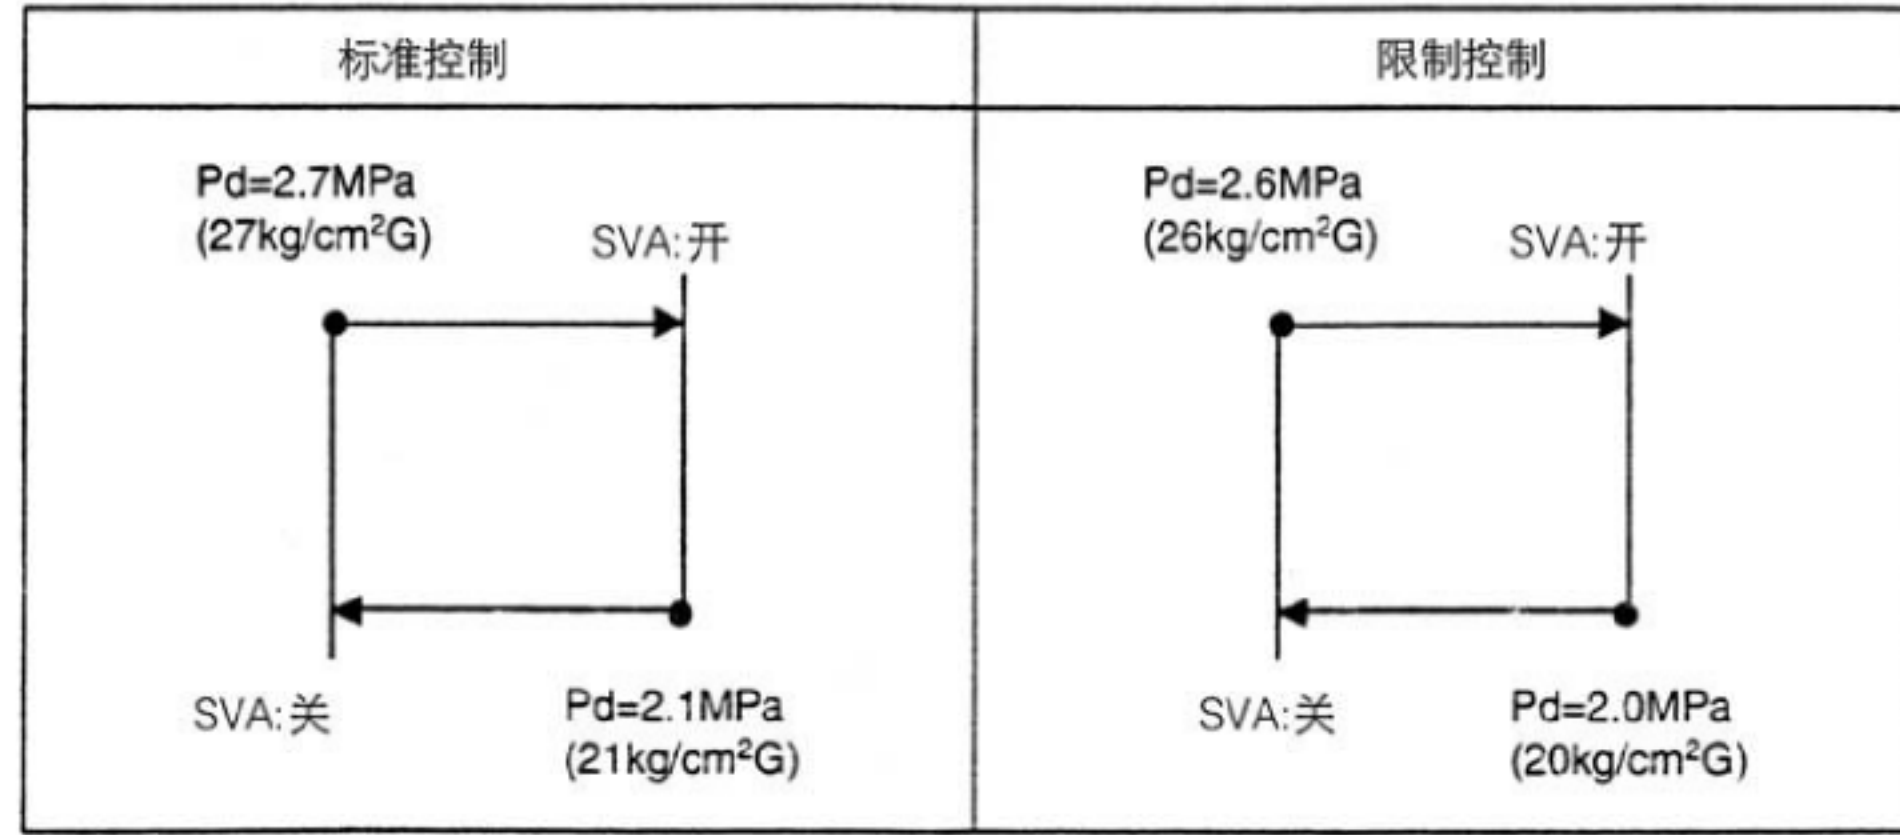 标准控制
限制控制
Pd=2.7MPa
(27kg/cm²G)
SVA:开
SVA:关
Pd=2.1MPa
(21kg/cm²G)
Pd=2.6MPa
(26kg/cm²G)
SVA:开
SVA:关
Pd=2.0MPa
(20kg/cm²G)